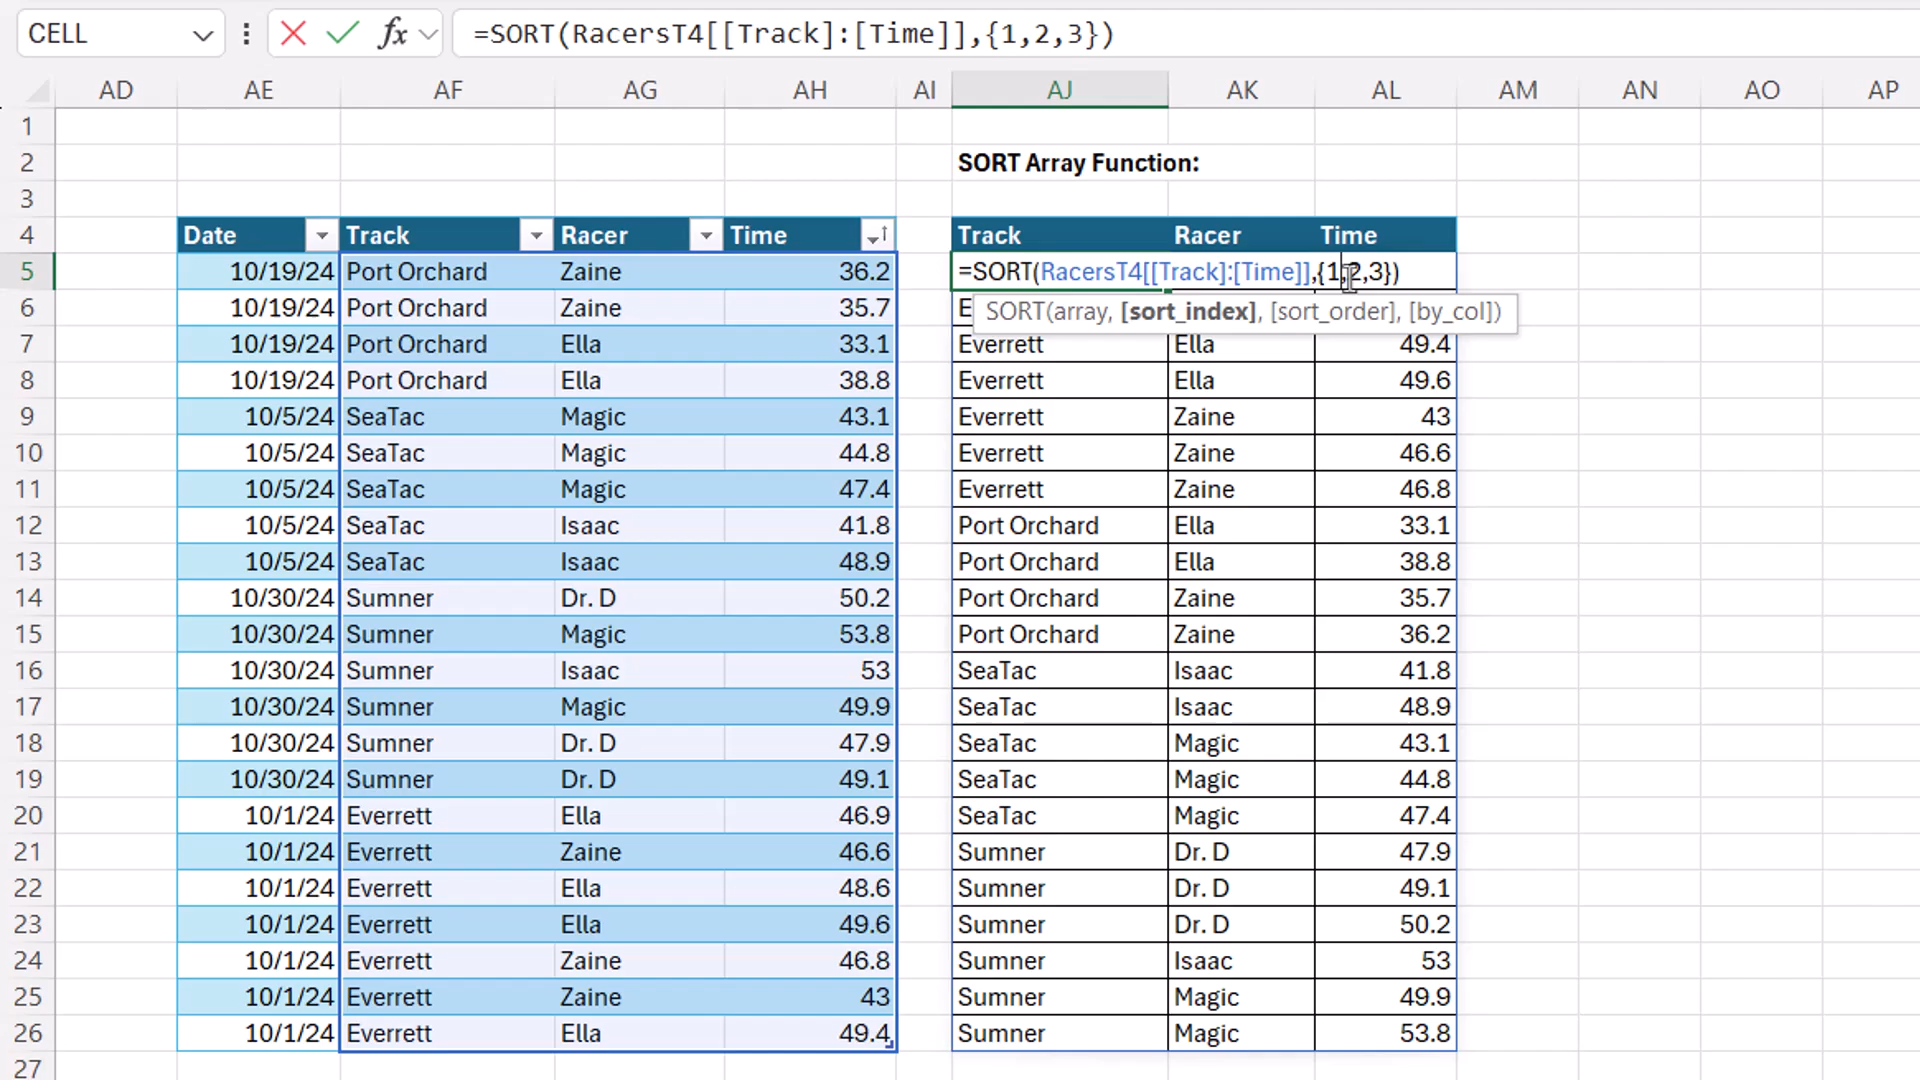 CELL fx =SORT(RacersT4[[Track]:[Time]],{1,2,3})
AD AE AF AG AH AI AJ AK AL AM AN AO AP
1
2 SORT Array Function:
3
4 Date Track Racer Time Track Racer Time
5 10/19/24 Port Orchard Zaine 36.2 =SORT(RacersT4[[Track]:[Time]],{1,2,3})
6 10/19/24 Port Orchard Zaine 35.7 E SORT(array, [sort_index], [sort_order], [by_col])
7 10/19/24 Port Orchard Ella 33.1 Everrett Ella 49.4
8 10/19/24 Port Orchard Ella 38.8 Everrett Ella 49.6
9 10/5/24 SeaTac Magic 43.1 Everrett Zaine 43
10 10/5/24 SeaTac Magic 44.8 Everrett Zaine 46.6
11 10/5/24 SeaTac Magic 47.4 Everrett Zaine 46.8
12 10/5/24 SeaTac Isaac 41.8 Port Orchard Ella 33.1
13 10/5/24 SeaTac Isaac 48.9 Port Orchard Ella 38.8
14 10/30/24 Sumner Dr. D 50.2 Port Orchard Zaine 35.7
15 10/30/24 Sumner Magic 53.8 Port Orchard Zaine 36.2
16 10/30/24 Sumner Isaac 53 SeaTac Isaac 41.8
17 10/30/24 Sumner Magic 49.9 SeaTac Isaac 48.9
18 10/30/24 Sumner Dr. D 47.9 SeaTac Magic 43.1
19 10/30/24 Sumner Dr. D 49.1 SeaTac Magic 44.8
20 10/1/24 Everrett Ella 46.9 SeaTac Magic 47.4
21 10/1/24 Everrett Zaine 46.6 Sumner Dr. D 47.9
22 10/1/24 Everrett Ella 48.6 Sumner Dr. D 49.1
23 10/1/24 Everrett Ella 49.6 Sumner Dr. D 50.2
24 10/1/24 Everrett Zaine 46.8 Sumner Isaac 53
25 10/1/24 Everrett Zaine 43 Sumner Magic 49.9
26 10/1/24 Everrett Ella 49.4 Sumner Magic 53.8
27